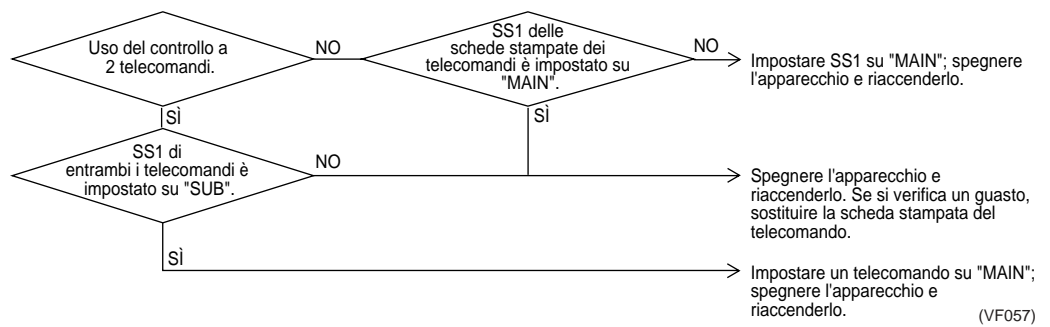 Uso del controllo a
2 telecomandi.
NO
SS1 delle
schede stampate dei
telecomandi è impostato su
"MAIN".
NO
Impostare SS1 su "MAIN"; spegnere
l'apparecchio e riaccenderlo.
SÌ
SÌ
SS1 di
entrambi i telecomandi è
impostato su "SUB".
NO
Spegnere l'apparecchio e
riaccenderlo. Se si verifica un guasto,
sostituire la scheda stampata del
telecomando.
SÌ
Impostare un telecomando su "MAIN";
spegnere l'apparecchio e
riaccenderlo.
(VF057)